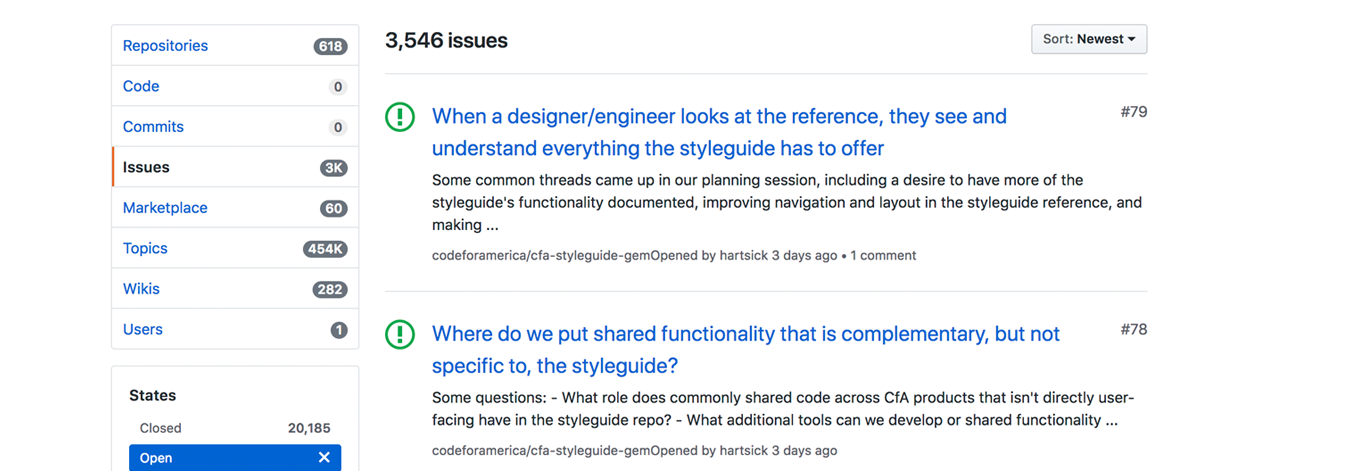 Repositories 618
Code 0
Commits 0
Issues 3K
Marketplace 60
Topics 454K
Wikis 282
Users 1
States
Closed 20,185
Open
3,546 issues
Sort: Newest
When a designer/engineer looks at the reference, they see and
#79
understand everything the styleguide has to offer
Some common threads came up in our planning session, including a desire to have more of the
styleguide's functionality documented, improving navigation and layout in the styleguide reference, and
making ...
codeforamerica/cfa-styleguide-gemOpened by hartsick 3 days ago • 1 comment
Where do we put shared functionality that is complementary, but not
#78
specific to, the styleguide?
Some questions: - What role does commonly shared code across CfA products that isn't directly user-
facing have in the styleguide repo? - What additional tools can we develop or shared functionality ...
codeforamerica/cfa-styleguide-gemOpened by hartsick 3 days ago